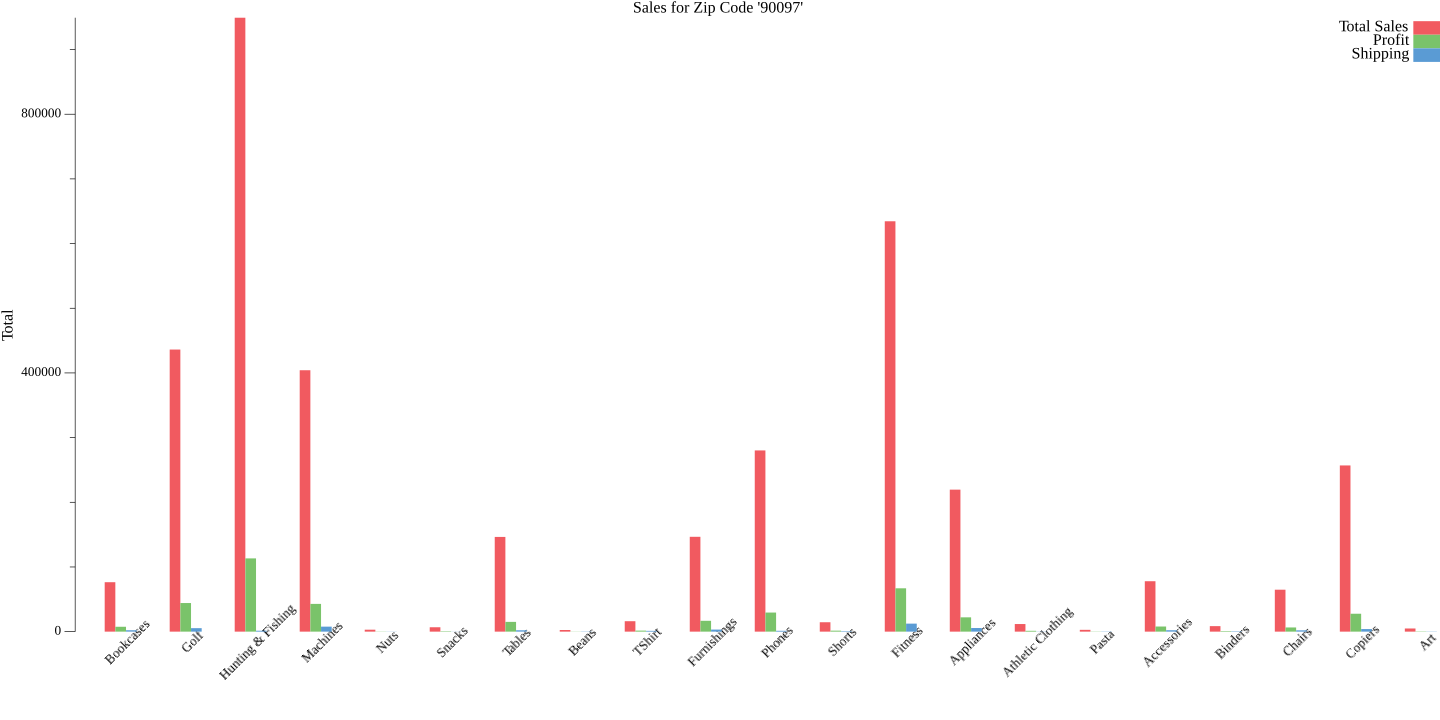 Sales for Zip Code '90097'
Total Sales
Profit
Shipping
800000
400000
0
Total
Bookcases
Golf
Hunting & Fishing
Machines
Nuts
Snacks
Tables
Beans
TShirt
Furnishings
Phones
Shorts
Fitness
Appliances
Athletic Clothing
Pasta
Accessories
Binders
Chairs
Copiers
Art